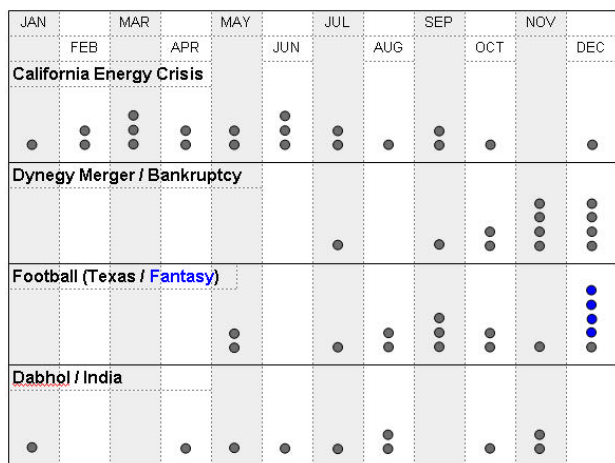 JAN MAR MAY JUL SEP NOV
FEB APR JUN AUG OCT DEC
California Energy Crisis
Dynegy Merger / Bankruptcy
Football (Texas / Fantasy)
Dabhol / India